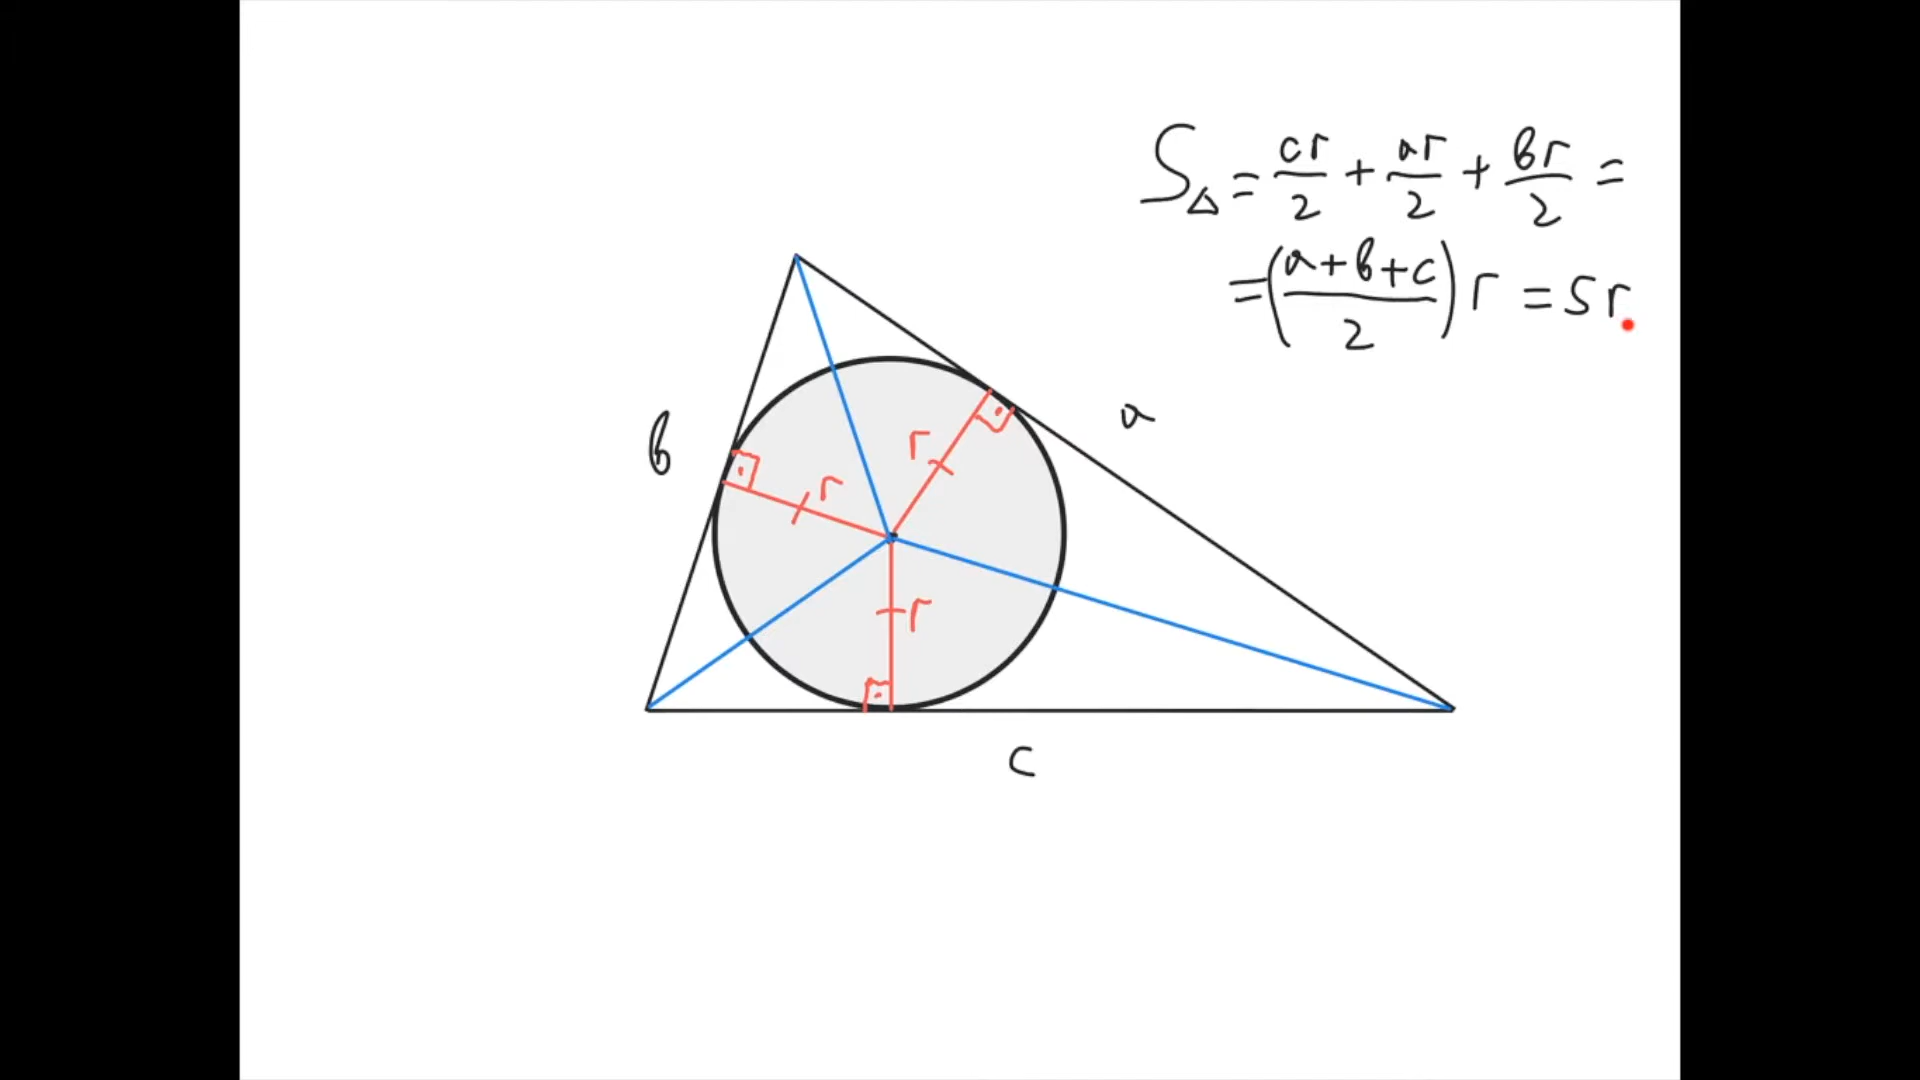 S△ = cr/2 + ar/2 + br/2 =
= (a+b+c/2) r = sr
b
a
r
r
r
c